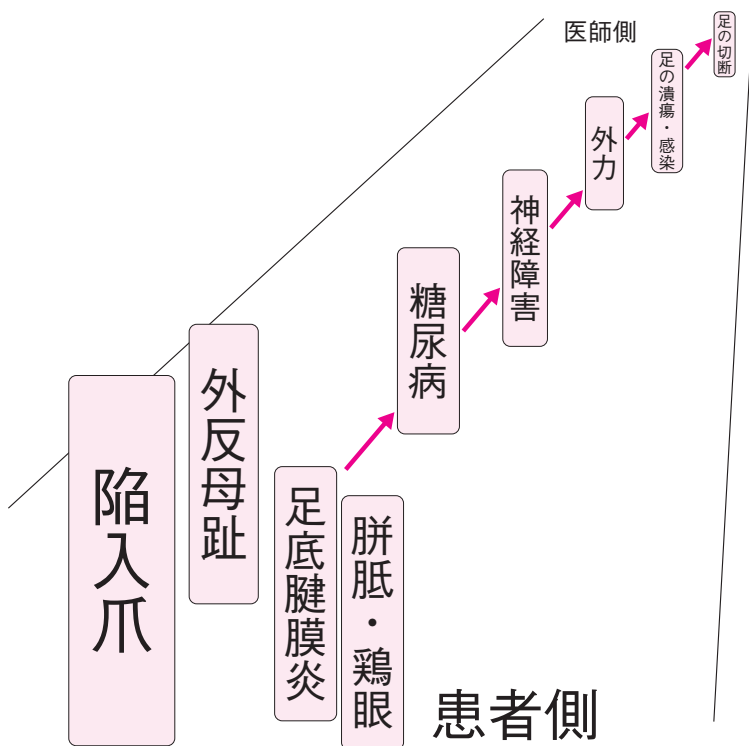 医師側
足の切断
足の潰瘍・感染
外力
神経障害
糖尿病
外反母趾
陥入爪
足底腱膜炎
胼胝・鶏眼
患者側